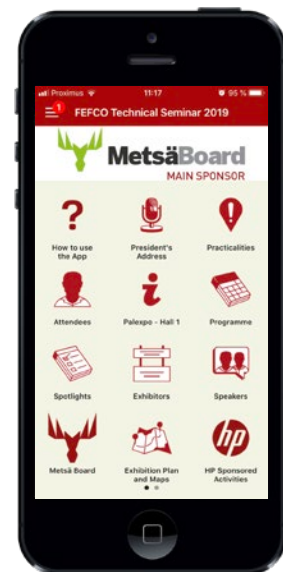 Proximus 11:17 95 %
1
FEFCO Technical Seminar 2019
MetsäBoard
MAIN SPONSOR
?
How to use
the App
President's
Address
Practicalities
Attendees
i
Palexpo - Hall 1
Programme
Spotlights
Exhibitors
Speakers
Metsä Board
Exhibition Plan
and Maps
hp
HP Sponsored
Activities